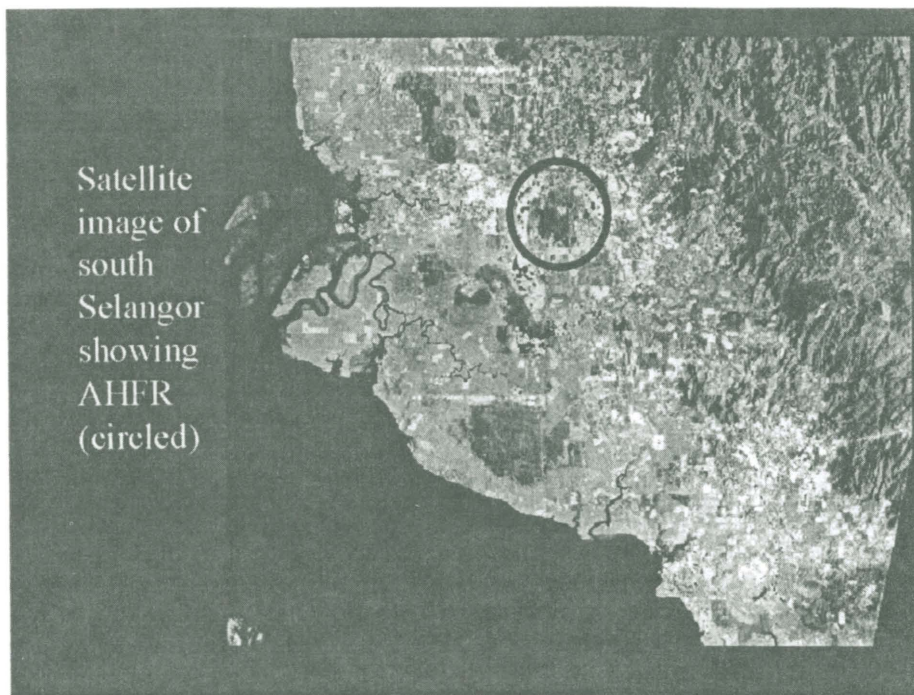 Satellite
image of
south
Selangor
showing
AHFR
(circled)